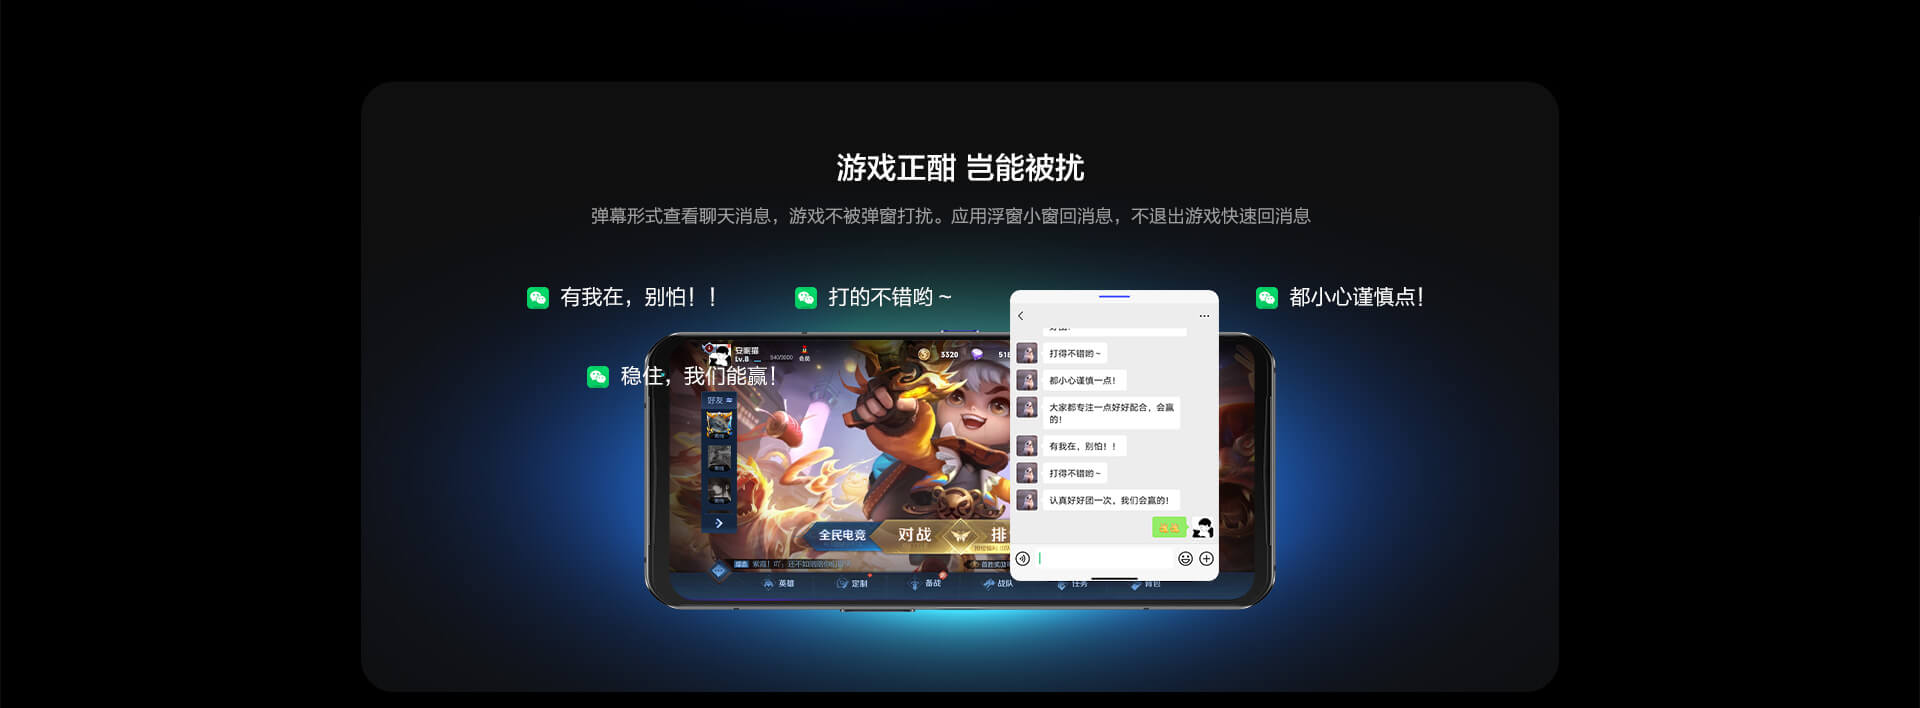 游戏正酣 岂能被扰
弹幕形式查看聊天消息，游戏不被弹窗打扰。应用浮窗小窗回消息，不退出游戏快速回消息
有我在，别怕！！
打的不错哟～
都小心谨慎点！
稳住，我们能赢！
Lv.8
540/3000
3320
518
好友
全民电竞
对战
排
英雄
定制
备战
战队
任务
背包
打得不错哟～
都小心谨慎一点！
大家都专注一点好好配合，会赢
的！
有我在，别怕！！
打得不错哟～
认真好好团一次，我们会赢的！